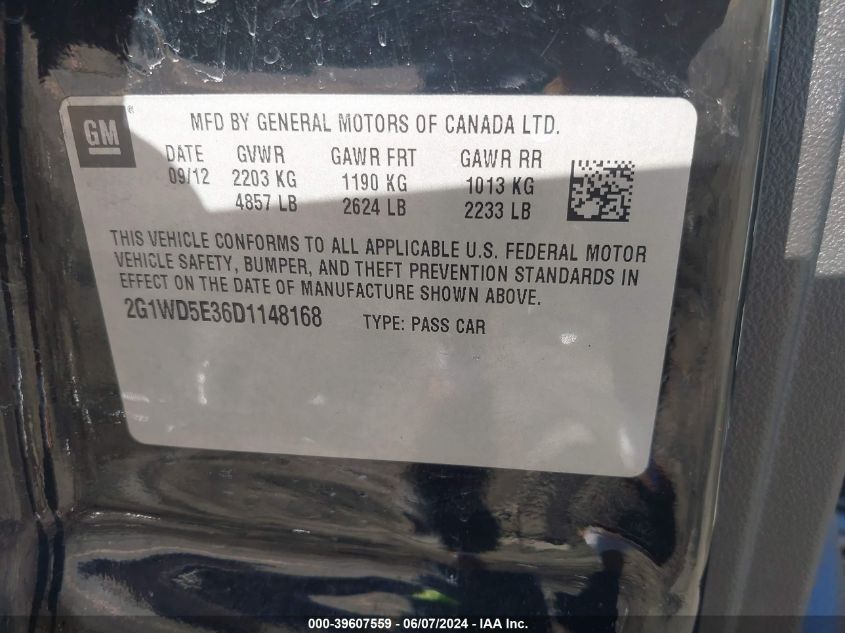 GM®
MFD BY GENERAL MOTORS OF CANADA LTD.
DATE GVWR GAWR FRT GAWR RR
09/12 2203 KG 1190 KG 1013 KG
4857 LB 2624 LB 2233 LB
THIS VEHICLE CONFORMS TO ALL APPLICABLE U.S. FEDERAL MOTOR
VEHICLE SAFETY, BUMPER, AND THEFT PREVENTION STANDARDS IN
EFFECT ON THE DATE OF MANUFACTURE SHOWN ABOVE.
2G1WD5E36D1148168 TYPE: PASS CAR
000-39607559 - 06/07/2024 - IAA Inc.